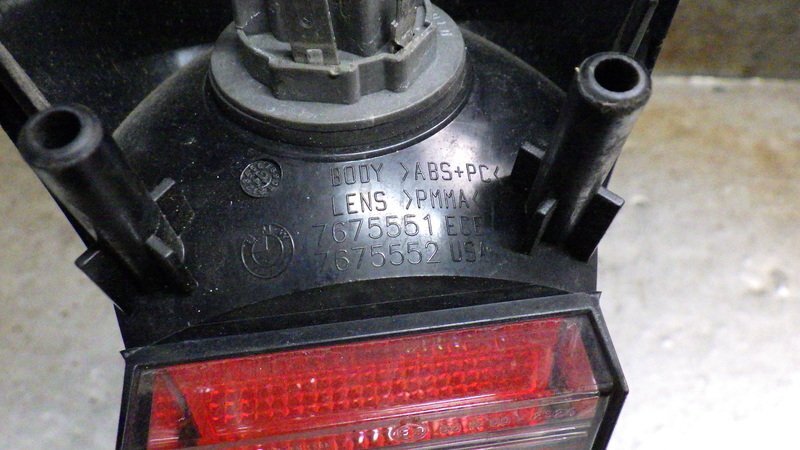 BODY >ABS+PC<
LENS >PMMA<
7675551 ECE
7675552 USA